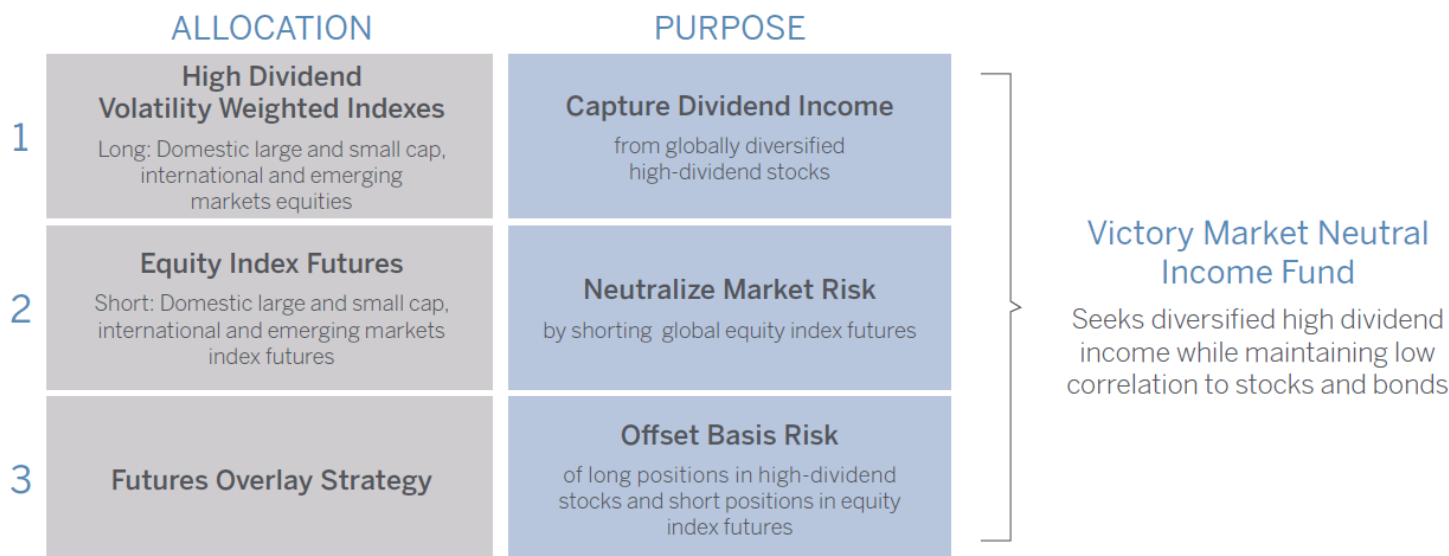 ALLOCATION
PURPOSE
1
High Dividend
Volatility Weighted Indexes
Long: Domestic large and small cap,
international and emerging
markets equities
Capture Dividend Income
from globally diversified
high-dividend stocks
2
Equity Index Futures
Short: Domestic large and small cap,
international and emerging markets
index futures
Neutralize Market Risk
by shorting global equity index futures
3
Futures Overlay Strategy
Offset Basis Risk
of long positions in high-dividend
stocks and short positions in equity
index futures
Victory Market Neutral
Income Fund
Seeks diversified high dividend
income while maintaining low
correlation to stocks and bonds